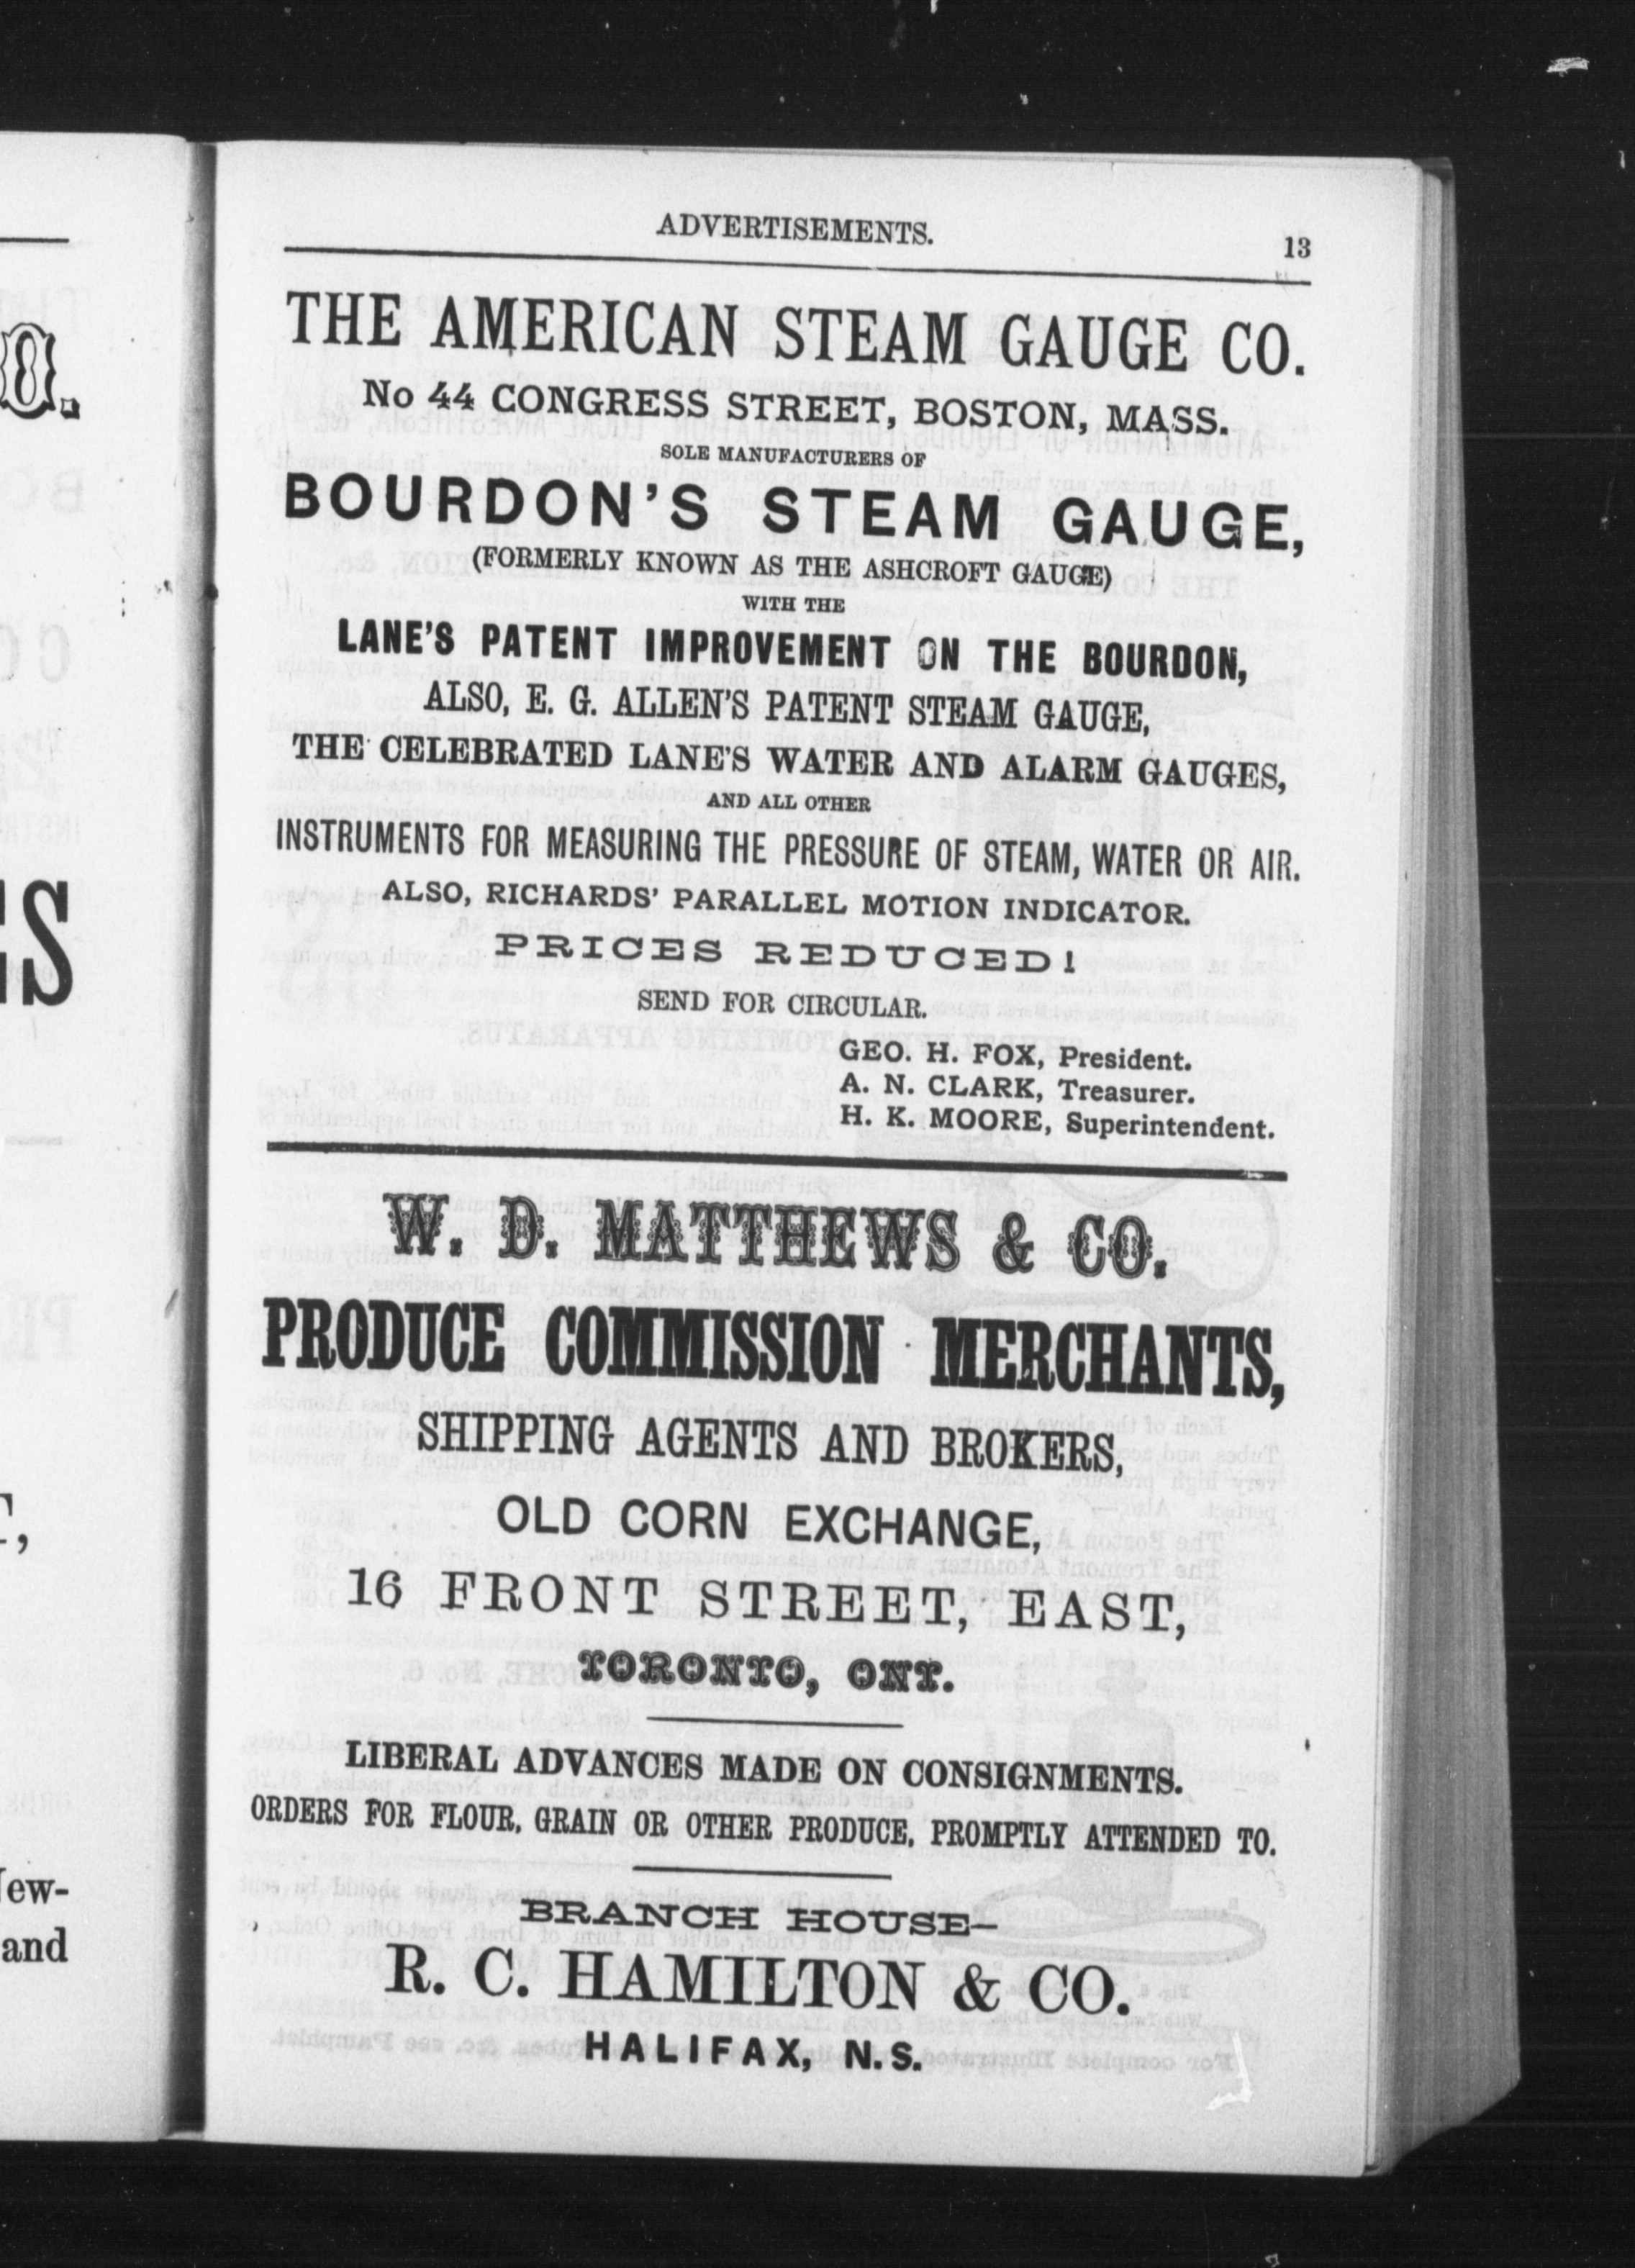 ADVERTISEMENTS.
13
THE AMERICAN STEAM GAUGE CO.
No 44 CONGRESS STREET, BOSTON, MASS.
SOLE MANUFACTURERS OF
BOURDON'S STEAM GAUGE,
(FORMERLY KNOWN AS THE ASHCROFT GAUGE)
WITH THE
LANE'S PATENT IMPROVEMENT ON THE BOURDON,
ALSO, E. G. ALLEN'S PATENT STEAM GAUGE,
THE CELEBRATED LANE'S WATER AND ALARM GAUGES,
AND ALL OTHER
INSTRUMENTS FOR MEASURING THE PRESSURE OF STEAM, WATER OR AIR.
ALSO, RICHARDS' PARALLEL MOTION INDICATOR.
PRICES REDUCED!
SEND FOR CIRCULAR.
GEO. H. FOX, President.
A. N. CLARK, Treasurer.
H. K. MOORE, Superintendent.
W. D. MATTHEWS & CO.
PRODUCE COMMISSION MERCHANTS,
SHIPPING AGENTS AND BROKERS,
OLD CORN EXCHANGE,
16 FRONT STREET, EAST,
TORONTO, ONT.
LIBERAL ADVANCES MADE ON CONSIGNMENTS.
ORDERS FOR FLOUR, GRAIN OR OTHER PRODUCE, PROMPTLY ATTENDED TO.
BRANCH HOUSE—
R. C. HAMILTON & CO.
HALIFAX, N. S.